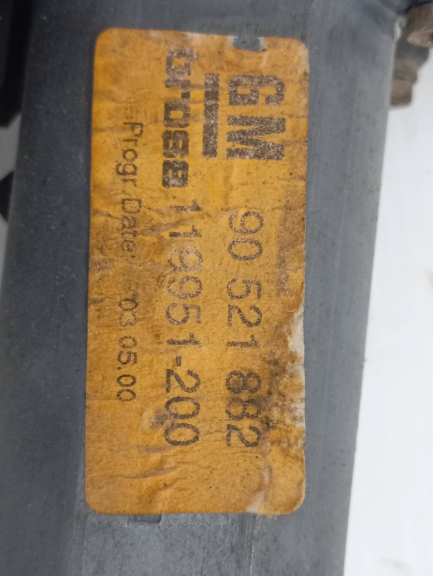 GM 90 521 882
brose 119951-200
Progr.Date: 03.05.00